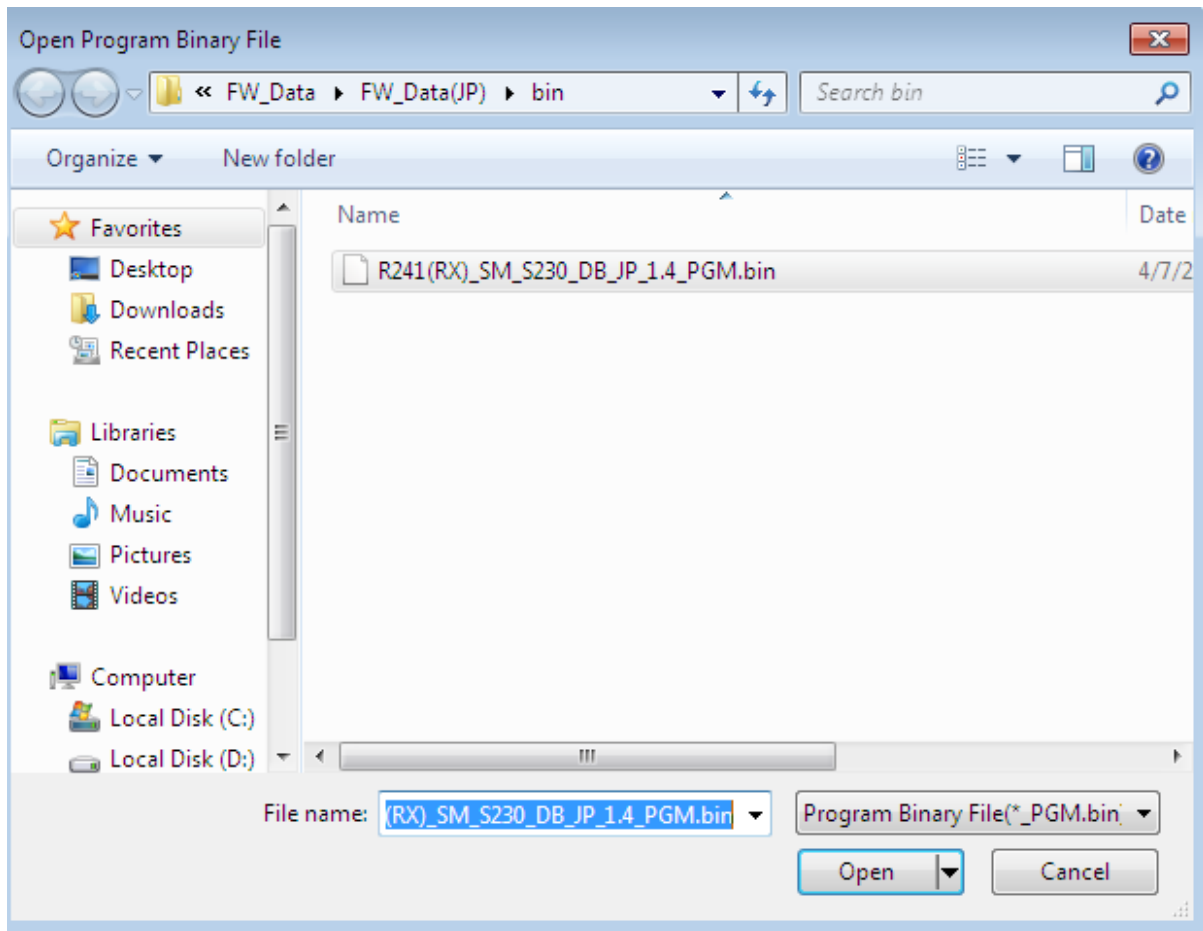 Open Program Binary File
« FW_Data ▸ FW_Data(JP) ▸ bin
Search bin
Organize
New folder
Name
Date
Favorites
Desktop
Downloads
Recent Places
R241(RX)_SM_S230_DB_JP_1.4_PGM.bin
4/7/2
Libraries
Documents
Music
Pictures
Videos
Computer
Local Disk (C:)
Local Disk (D:)
File name:
(RX)_SM_S230_DB_JP_1.4_PGM.bin
Program Binary File(*_PGM.bin
Open
Cancel